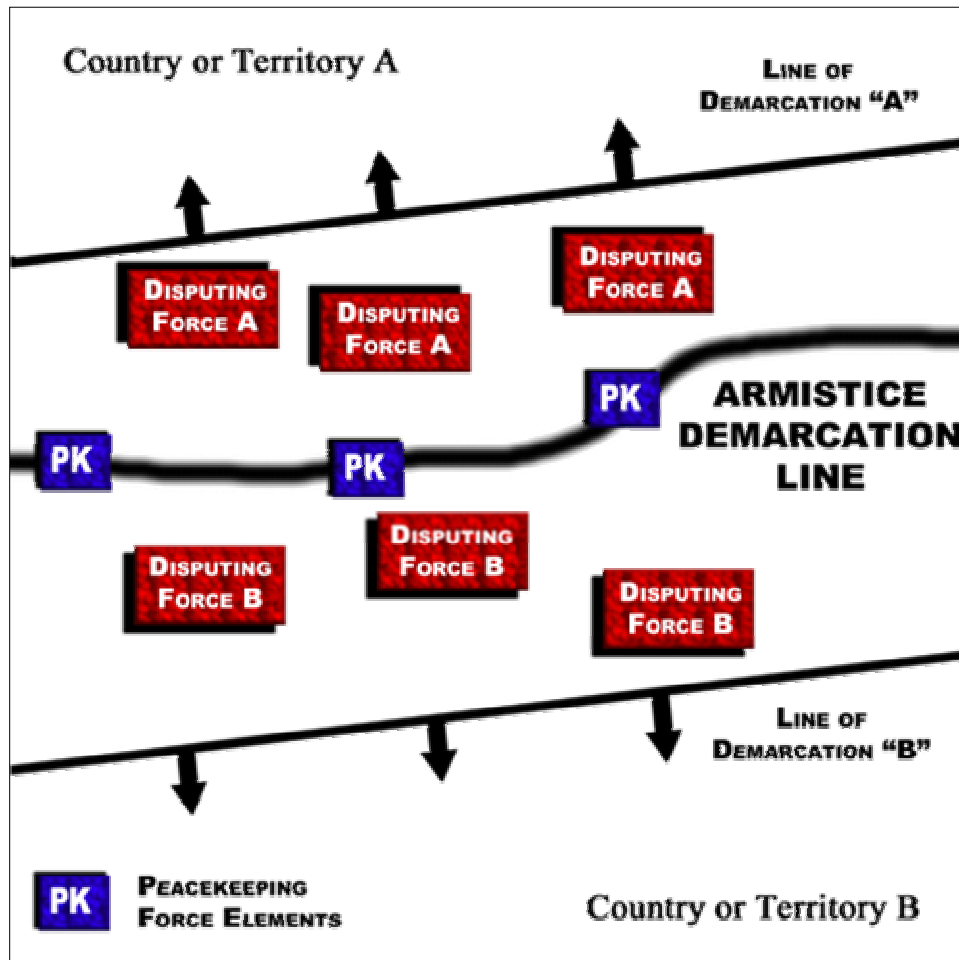 Country or Territory A
Line of
Demarcation “A”
Disputing
Force A
Disputing
Force A
Disputing
Force A
PK
ARMISTICE
DEMARCATION
LINE
PK
PK
Disputing
Force B
Disputing
Force B
Disputing
Force B
Line of
Demarcation “B”
PK
Peacekeeping
Force Elements
Country or Territory B